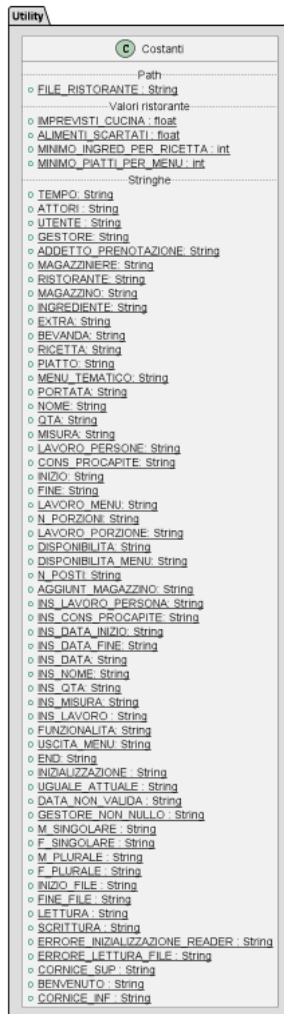 Utility
C Costanti
Path
FILE_RISTORANTE : String
Valori ristorante
IMPREVISTI_CUCINA : float
ALIMENTI_SCARTATI : float
MINIMO_INGRED_PER_RICETTA : int
MINIMO_PIATTI_PER_MENU : int
Stringhe
TEMPO: String
ATTORI : String
UTENTE : String
GESTORE: String
ADDETTO_PRENOTAZIONE: String
MAGAZZINIERE: String
RISTORANTE: String
MAGAZZINO: String
INGREDIENTE: String
EXTRA: String
BEVANDA: String
RICETTA: String
PIATTO: String
MENU_TEMATICO: String
PORTATA: String
NOME: String
QTA: String
MISURA: String
LAVORO_PERSONE: String
CONS_PROCAPITE: String
INIZIO: String
FINE: String
LAVORO_MENU: String
N_PORZIONI: String
LAVORO_PORZIONE: String
DISPONIBILITA: String
DISPONIBILITA_MENU: String
N_POSTI: String
AGGIUNT_MAGAZZINO: String
INS_LAVORO_PERSONA: String
INS_CONS_PROCAPITE: String
INS_DATA_INIZIO: String
INS_DATA_FINE: String
INS_DATA: String
INS_NOME: String
INS_QTA: String
INS_MISURA: String
INS_LAVORO : String
FUNZIONALITA: String
USCITA_MENU: String
END: String
INIZIALIZZAZIONE : String
UGUALE_ATTUALE : String
DATA_NON_VALIDA : String
GESTORE_NON_NULLO : String
M_SINGOLARE : String
F_SINGOLARE : String
M_PLURALE : String
F_PLURALE : String
INIZIO_FILE : String
FINE_FILE : String
LETTURA : String
SCRITTURA : String
ERRORE_INIZIALIZZAZIONE_READER : String
ERRORE_LETTURA_FILE : String
CORNICE_SUP : String
BENVENUTO : String
CORNICE_INF : String